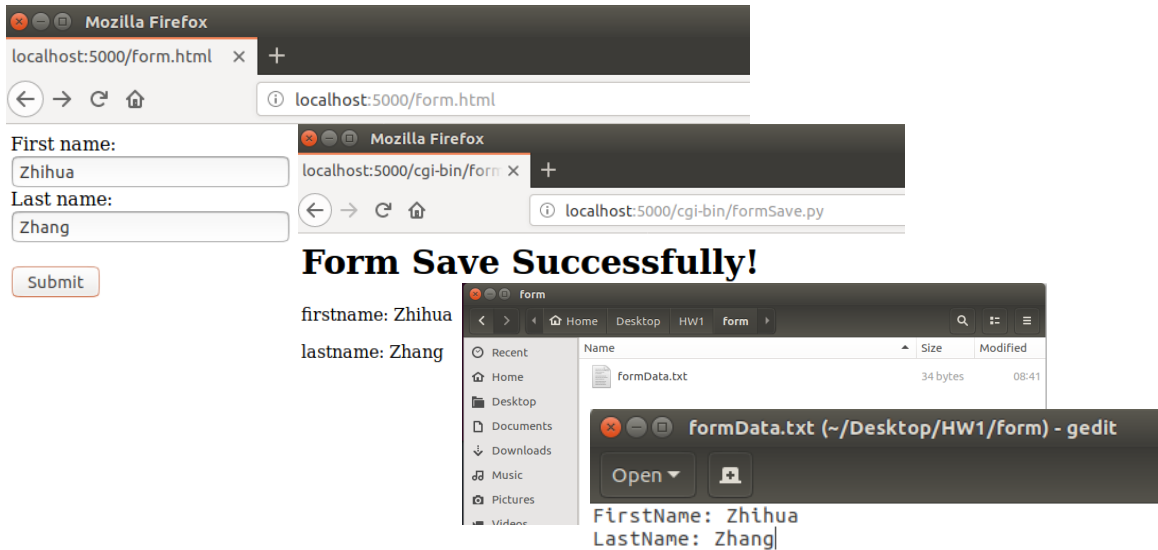 Mozilla Firefox
localhost:5000/form.html
localhost:5000/form.html
First name:
Zhihua
Last name:
Zhang
Submit
Mozilla Firefox
localhost:5000/cgi-bin/form
localhost:5000/cgi-bin/formSave.py
Form Save Successfully!
firstname: Zhihua
lastname: Zhang
form
Home Desktop HW1 form
Recent
Home
Desktop
Documents
Downloads
Music
Pictures
Videos
Name Size Modified
formData.txt 34 bytes 08:41
formData.txt (~/Desktop/HW1/form) - gedit
Open
FirstName: Zhihua
LastName: Zhang